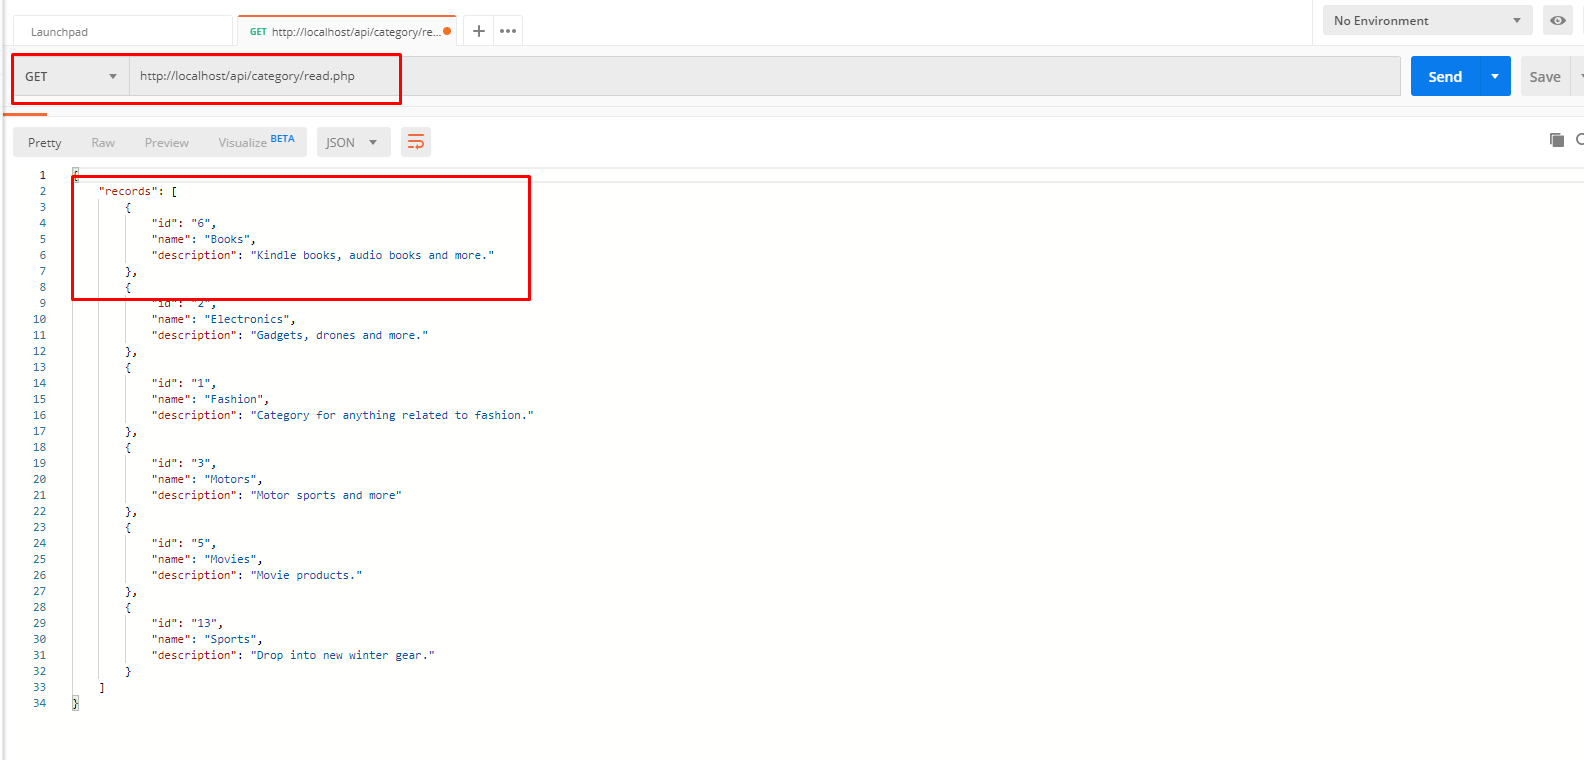 Launchpad
GET http://localhost/api/category/re...
No Environment
GET http://localhost/api/category/read.php
Send
Save
Pretty Raw Preview Visualize BETA JSON
1 {
2 "records": [
3 {
4 "id": "6",
5 "name": "Books",
6 "description": "Kindle books, audio books and more."
7 },
8 {
9 "id": "2",
10 "name": "Electronics",
11 "description": "Gadgets, drones and more."
12 },
13 {
14 "id": "1",
15 "name": "Fashion",
16 "description": "Category for anything related to fashion."
17 },
18 {
19 "id": "3",
20 "name": "Motors",
21 "description": "Motor sports and more"
22 },
23 {
24 "id": "5",
25 "name": "Movies",
26 "description": "Movie products."
27 },
28 {
29 "id": "13",
30 "name": "Sports",
31 "description": "Drop into new winter gear."
32 }
33 ]
34 }